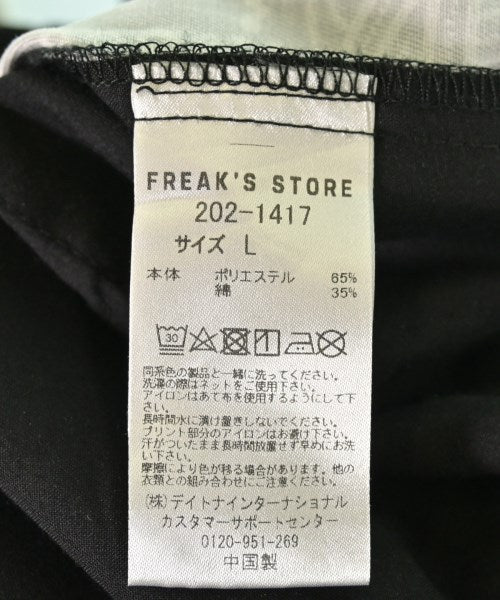 FREAK'S STORE
202-1417
サイズ L
本体 ポリエステル 65%
綿 35%
30
同系色の製品と一緒に洗ってください。
洗濯の際はネットをご使用下さい。
アイロンはあて布を使用するようにして下
さい。
長時間水に漬け置きしないでください。
プリント部分のアイロンはお避け下さい。
汗がついたまま長時間放置せず早めにお洗
い下さい。
摩擦により色が移る場合があります。他の
衣類との組み合わせにご注意下さい。
(株)デイトナインターナショナル
カスタマーサポートセンター
0120-951-269
中国製